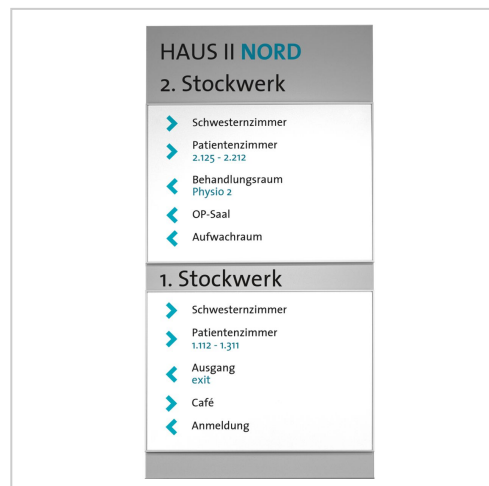 HAUS II NORD
2. Stockwerk
Schwesternzimmer
Patientenzimmer
2.125 - 2.212
Behandlungsraum
Physio 2
OP-Saal
Aufwachraum
1. Stockwerk
Schwesternzimmer
Patientenzimmer
1.112 - 1.311
Ausgang
exit
Café
Anmeldung